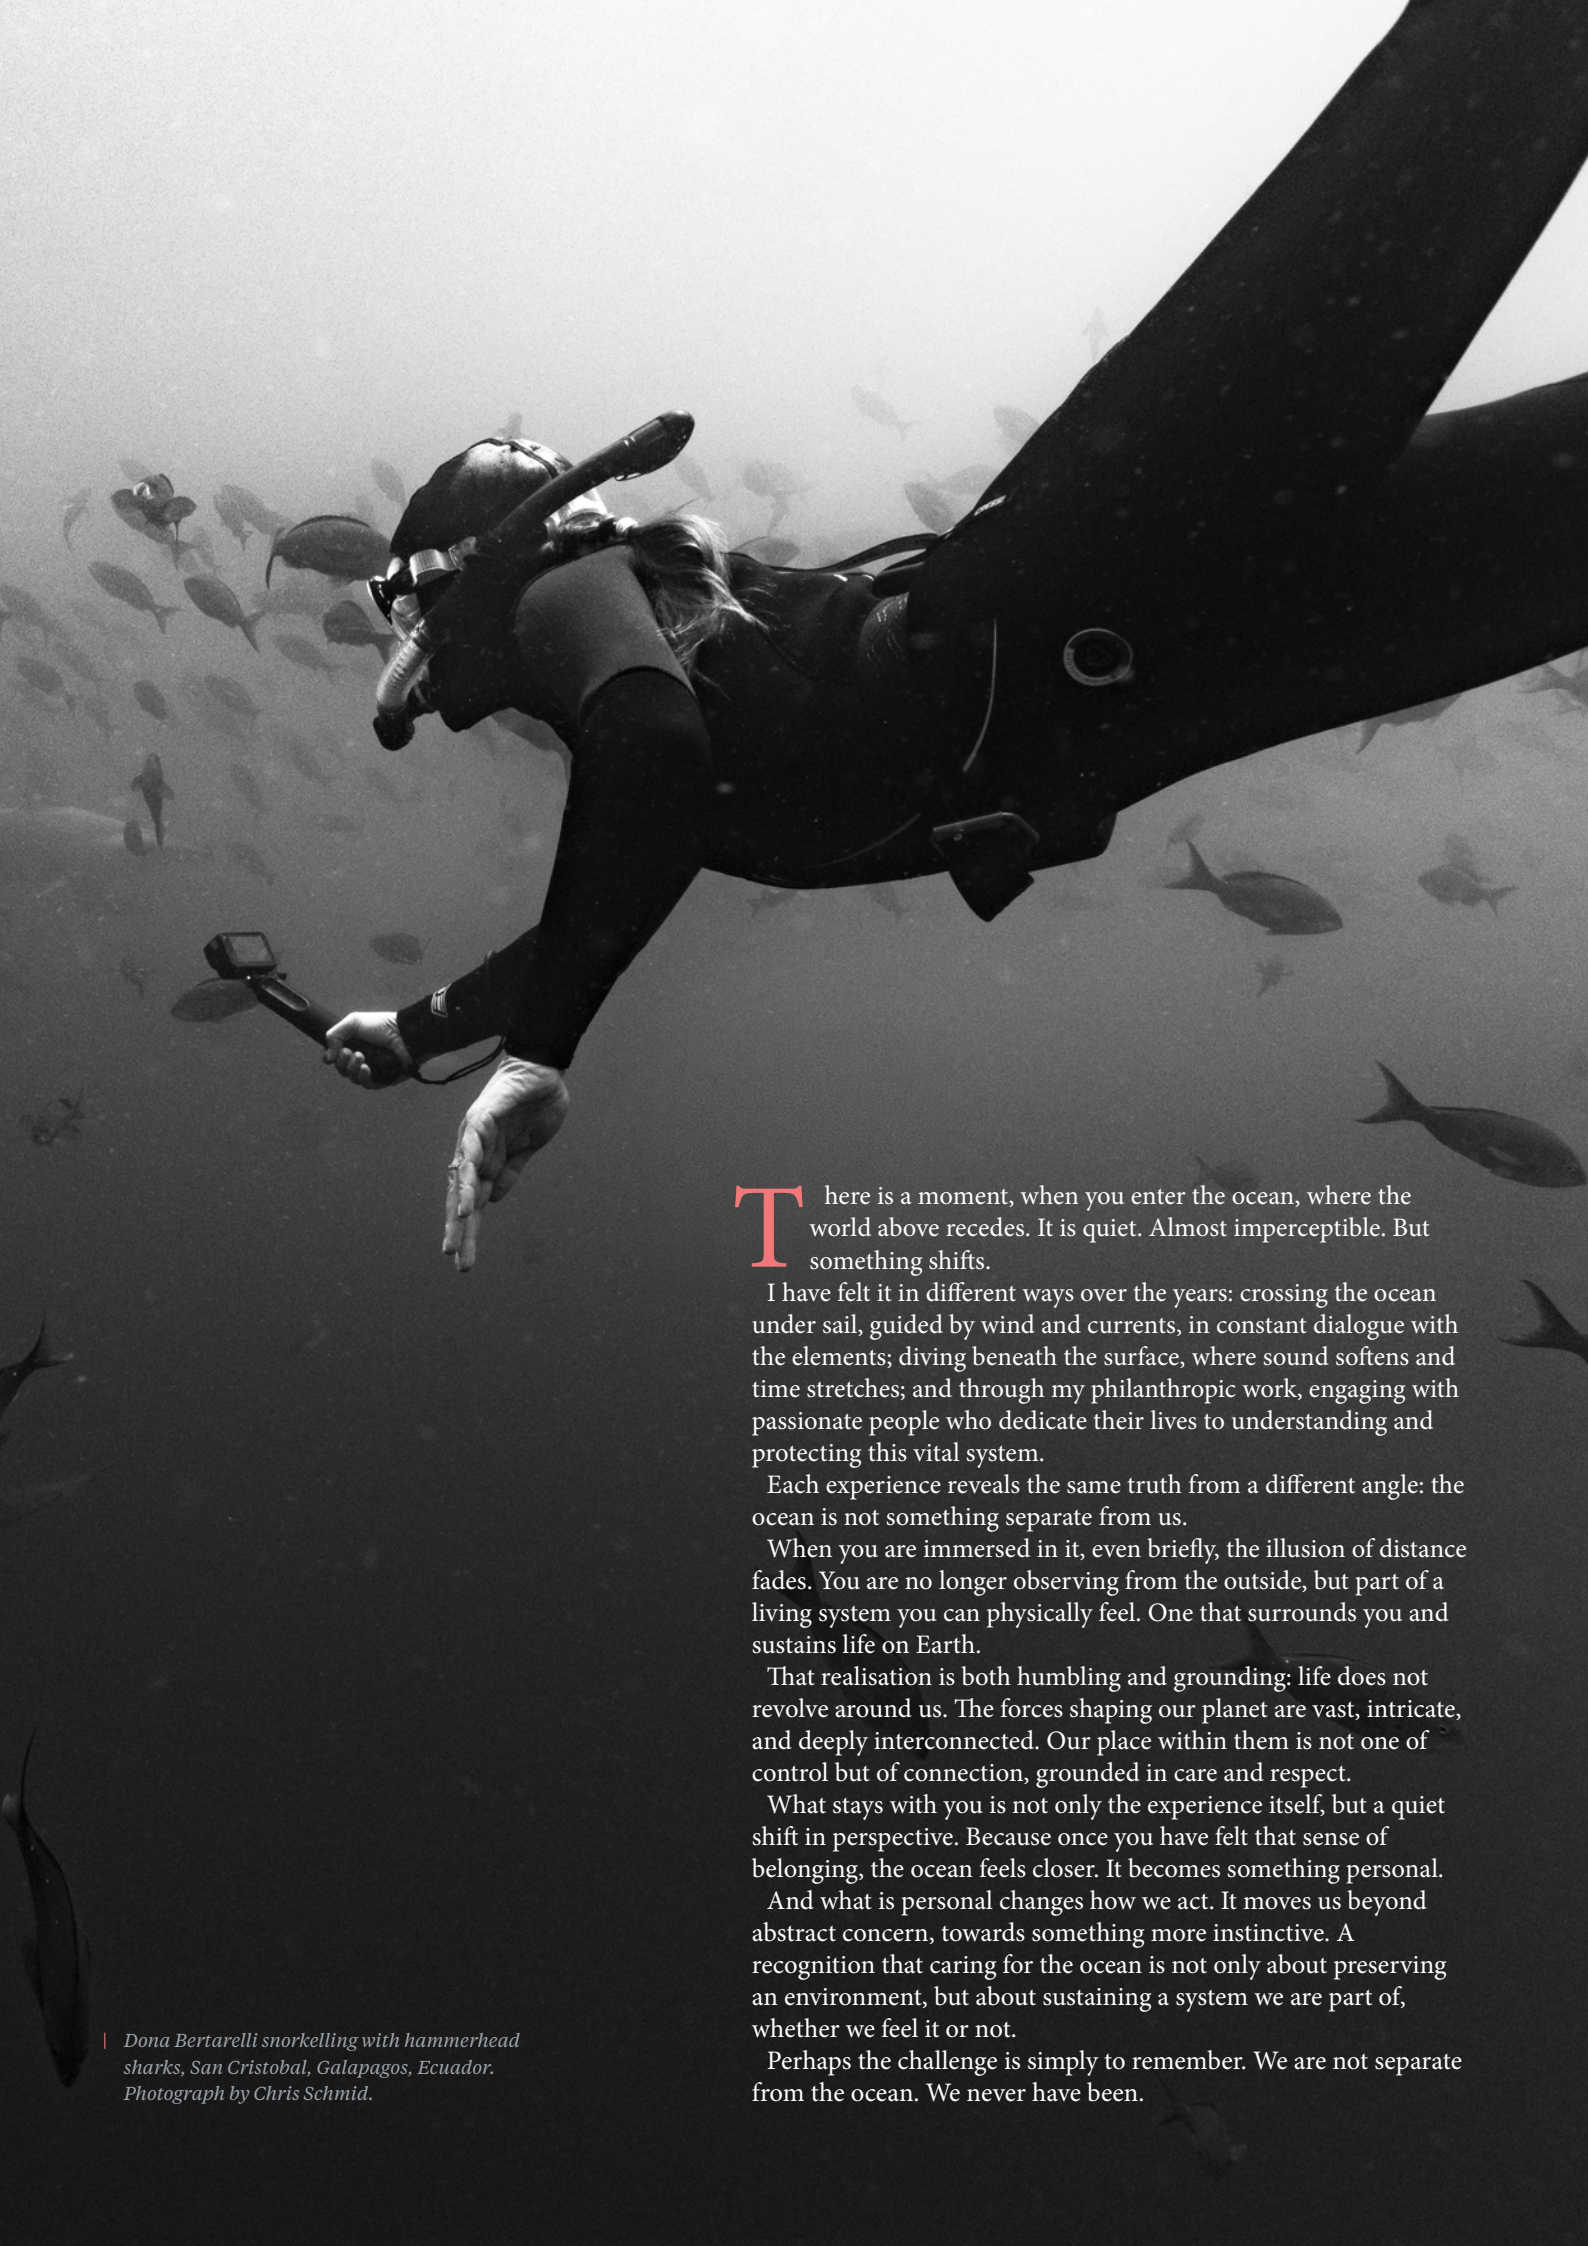 There is a moment, when you enter the ocean, where the
world above recedes. It is quiet. Almost imperceptible. But
something shifts.
I have felt it in different ways over the years: crossing the ocean
under sail, guided by wind and currents, in constant dialogue with
the elements; diving beneath the surface, where sound softens and
time stretches; and through my philanthropic work, engaging with
passionate people who dedicate their lives to understanding and
protecting this vital system.
Each experience reveals the same truth from a different angle: the
ocean is not something separate from us.
When you are immersed in it, even briefly, the illusion of distance
fades. You are no longer observing from the outside, but part of a
living system you can physically feel. One that surrounds you and
sustains life on Earth.
That realisation is both humbling and grounding: life does not
revolve around us. The forces shaping our planet are vast, intricate,
and deeply interconnected. Our place within them is not one of
control but of connection, grounded in care and respect.
What stays with you is not only the experience itself, but a quiet
shift in perspective. Because once you have felt that sense of
belonging, the ocean feels closer. It becomes something personal.
And what is personal changes how we act. It moves us beyond
abstract concern, towards something more instinctive. A
recognition that caring for the ocean is not only about preserving
an environment, but about sustaining a system we are part of,
whether we feel it or not.
Perhaps the challenge is simply to remember. We are not separate
from the ocean. We never have been.
Dona Bertarelli snorkelling with hammerhead
sharks, San Cristobal, Galapagos, Ecuador.
Photograph by Chris Schmid.